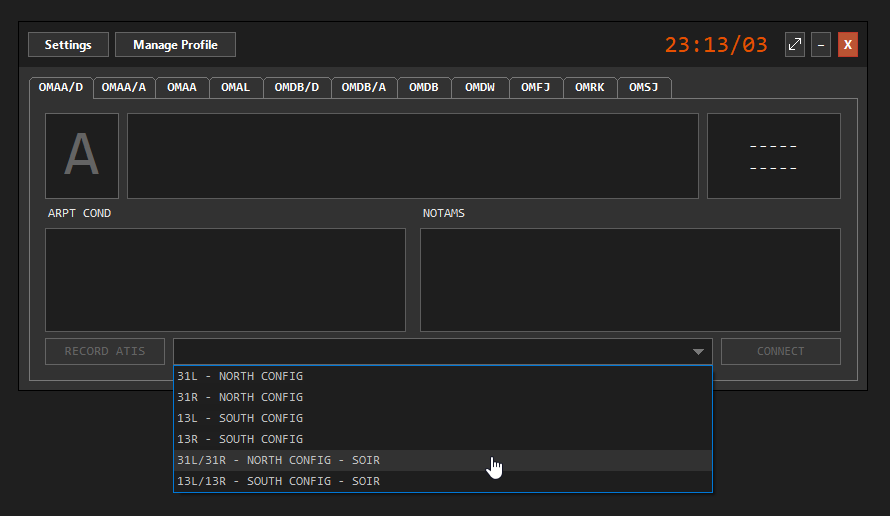 Settings Manage Profile 23:13/03 X
OMAA/D OMAA/A OMAA OMAL OMDB/D OMDB/A OMDB OMDW OMFJ OMRK OMSJ
A
-----
-----
ARPT COND NOTAMS
RECORD ATIS CONNECT
31L - NORTH CONFIG
31R - NORTH CONFIG
13L - SOUTH CONFIG
13R - SOUTH CONFIG
31L/31R - NORTH CONFIG - SOIR
13L/13R - SOUTH CONFIG - SOIR